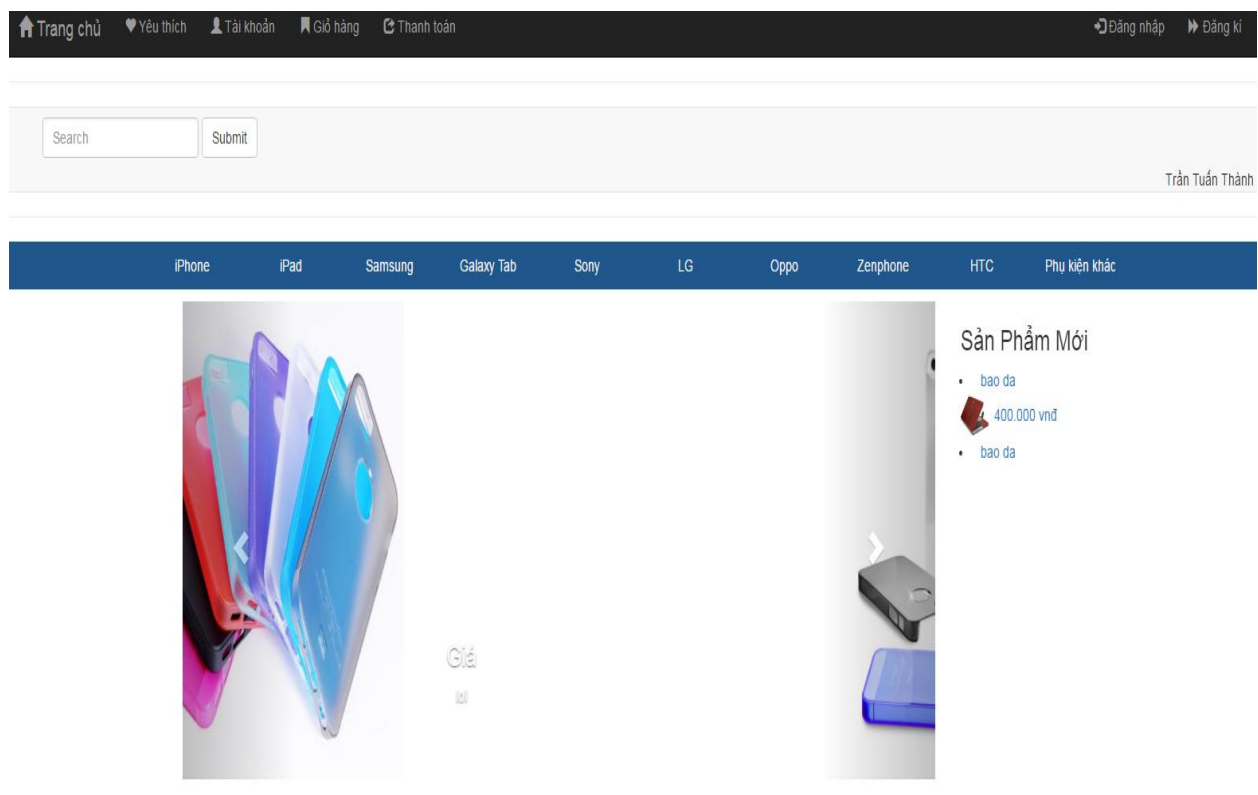 Trang chủ Yêu thích Tài khoản Giỏ hàng Thanh toán Đăng nhập Đăng kí
Search Submit
Trần Tuấn Thành
iPhone iPad Samsung Galaxy Tab Sony LG Oppo Zenphone HTC Phụ kiện khác
Sản Phẩm Mới
bao da
400.000 vnđ
bao da
Giá
lol